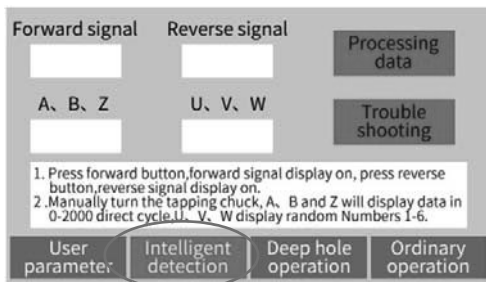 Forward signal
Reverse signal
Processing
data
A、B、Z
U、V、W
Trouble
shooting
1. Press forward button,forward signal display on, press reverse
button,reverse signal display on.
2 .Manually turn the tapping chuck, A、B and Z will display data in
0-2000 direct cycle,U、V、W display random Numbers 1-6.
User
parameter
Intelligent
detection
Deep hole
operation
Ordinary
operation